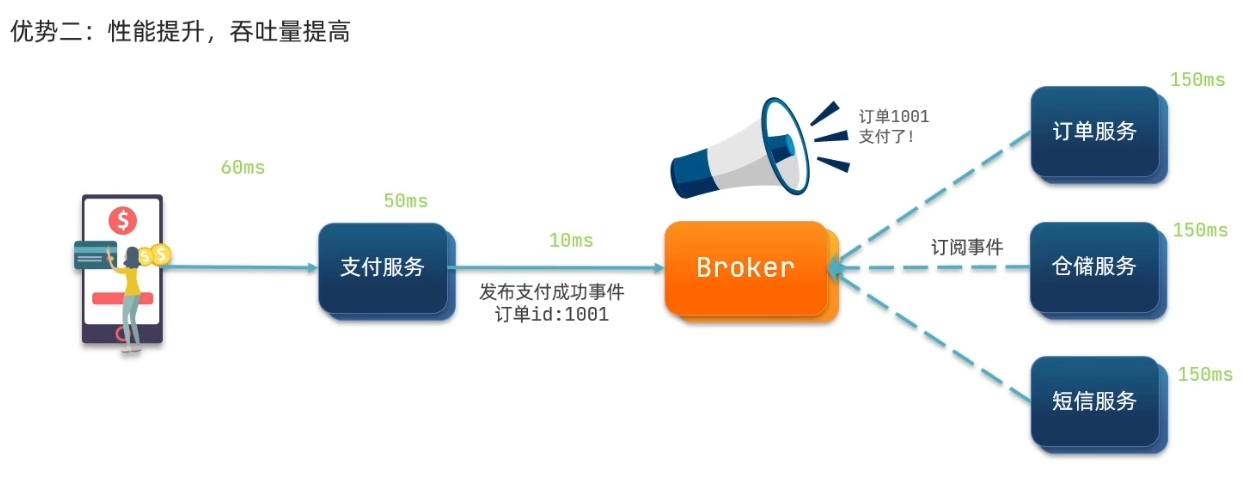 优势二：性能提升，吞吐量提高
60ms
支付服务
50ms
10ms
发布支付成功事件
订单id:1001
Broker
订单1001
支付了！
订阅事件
订单服务
150ms
仓储服务
150ms
短信服务
150ms